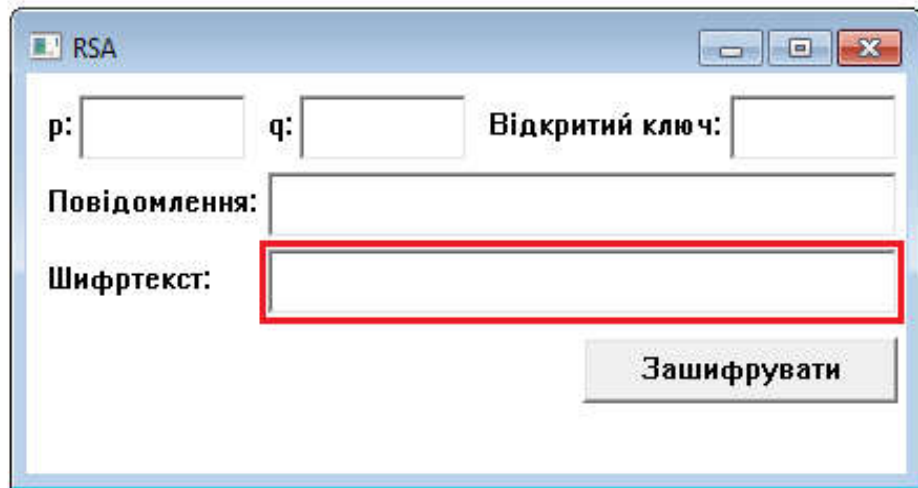 RSA
p: q: Відкритий ключ:
Повідомлення:
Шифртекст:
Зашифрувати